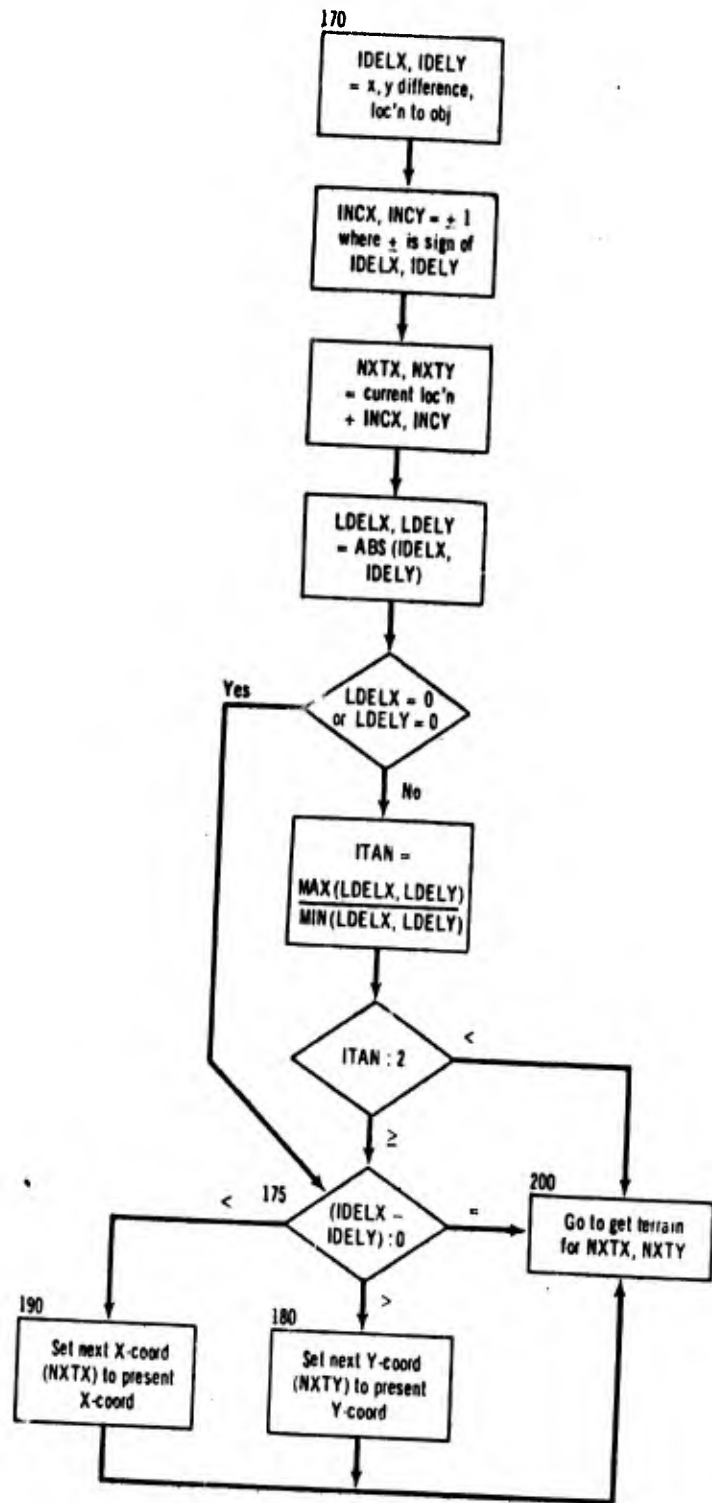 170
IDELX, IDELY
= x, y difference,
loc'n to obj
INCX, INCY = ± 1
where ± is sign of
IDELX, IDELY
NXTX, NXTY
= current loc'n
+ INCX, INCY
LDELX, LDELY
= ABS (IDELX,
IDELY)
Yes
LDELX = 0
or LDELY = 0
No
ITAN =
MAX (LDELX, LDELY)
MIN (LDELX, LDELY)
<
ITAN : 2
≥
<
175
(IDELX –
IDELY) : 0
=
200
Go to get terrain
for NXTX, NXTY
>
190
Set next X-coord
(NXTX) to present
X-coord
180
Set next Y-coord
(NXTY) to present
Y-coord